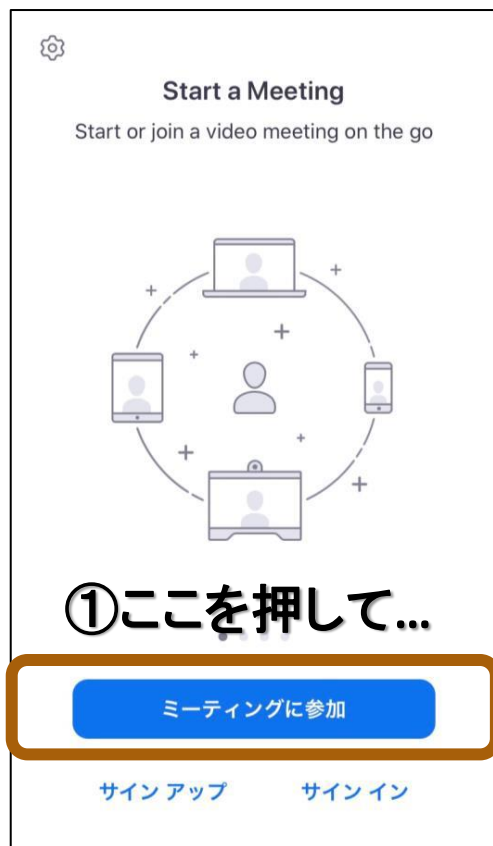 Start a Meeting
Start or join a video meeting on the go
①ここを押して...
ミーティングに参加
サイン アップ
サイン イン